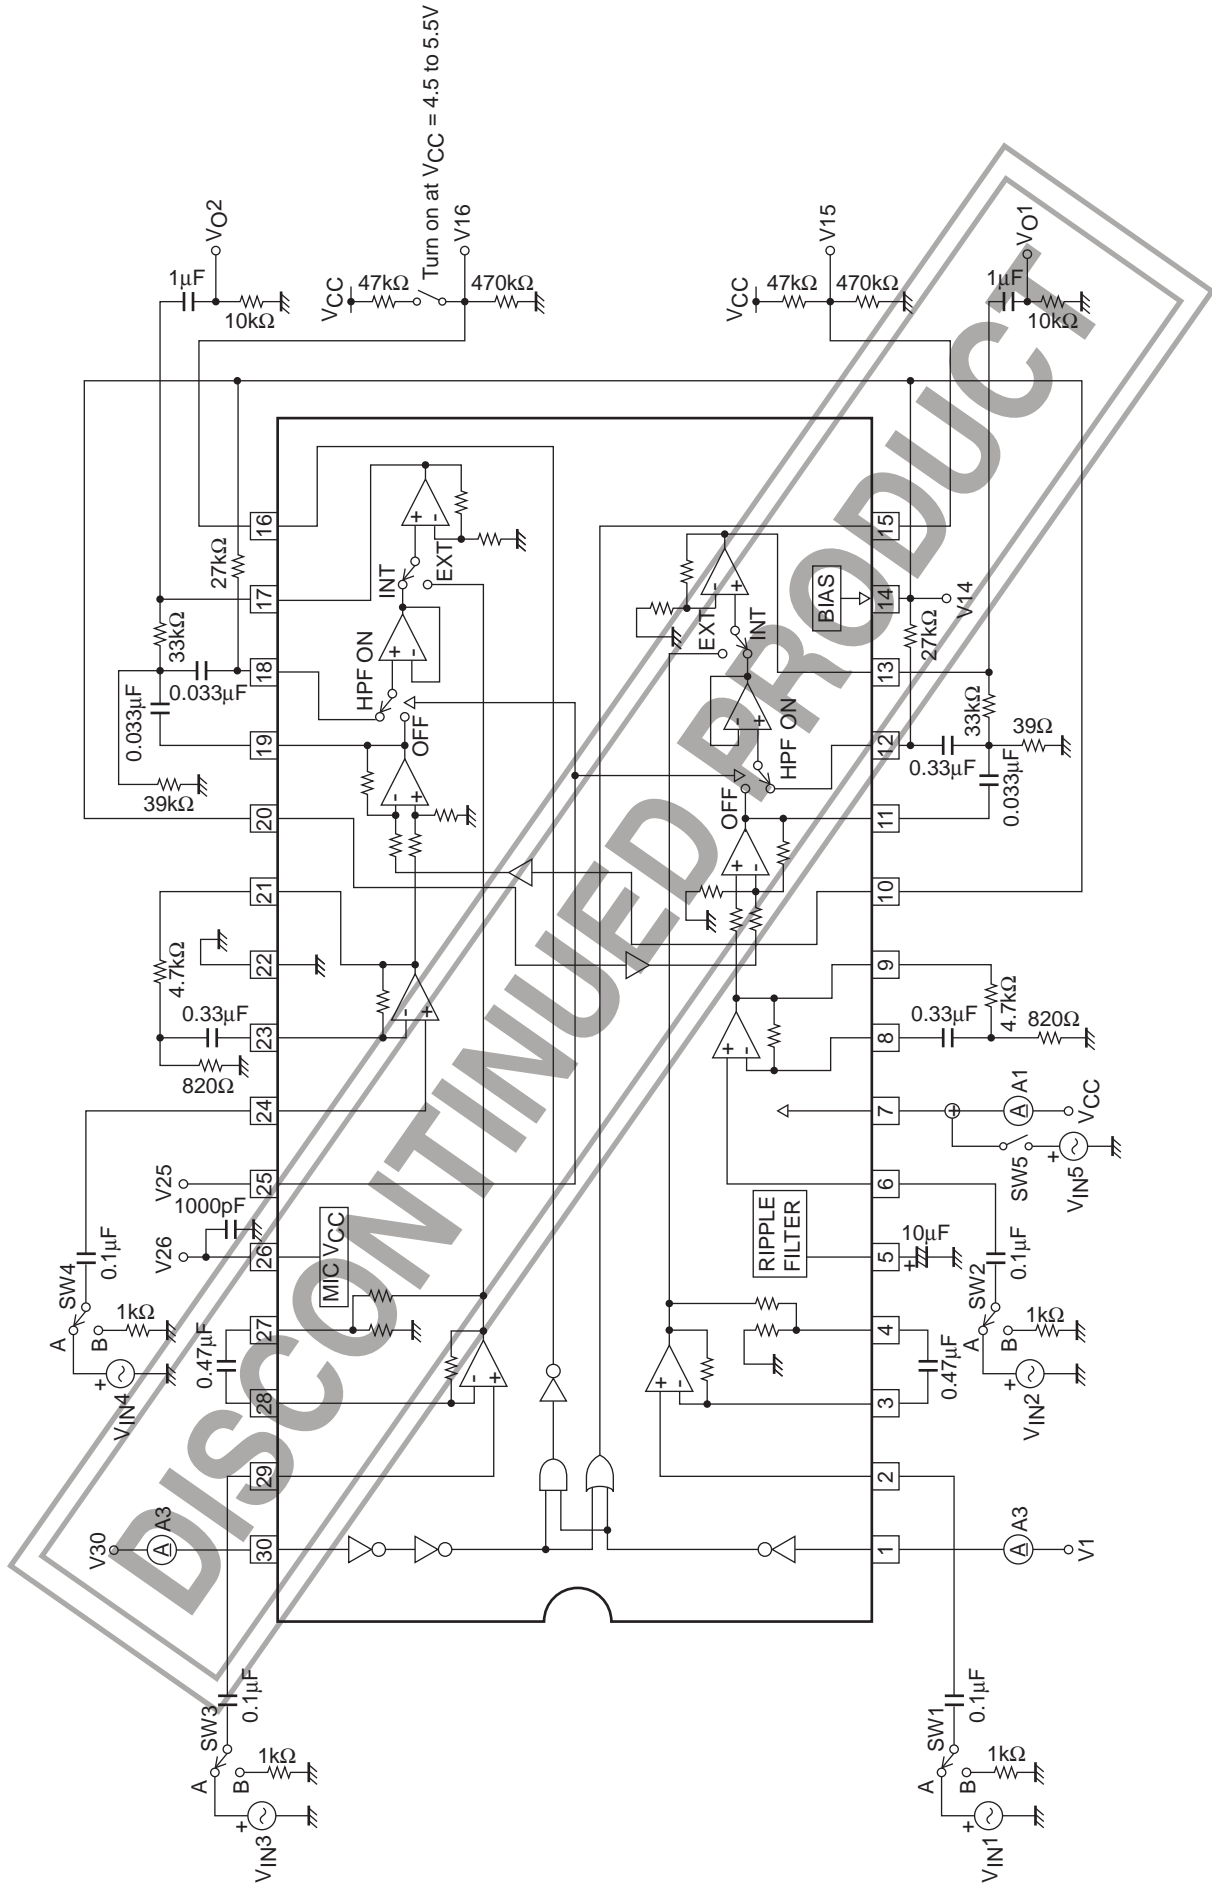 DISCONTINUED PRODUCT
Turn on at VCC = 4.5 to 5.5V
VO2
1µF
10kΩ
VCC
47kΩ
V16
470kΩ
VCC
47kΩ
V15
470kΩ
VO1
1µF
10kΩ
27kΩ
33kΩ
0.033µF
0.033µF
39kΩ
4.7kΩ
0.33µF
820Ω
V25
1000pF
V26
0.1µF
SW4
A
B
1kΩ
+
VIN4
0.47µF
V30
A
A3
0.1µF
SW3
A
B
1kΩ
+
VIN3
16
17
18
19
20
21
22
23
24
25
26
27
28
29
30
+
-
INT
EXT
HPF ON
OFF
+
-
-
+
-
+
MIC VCC
-
+
EXT
INT
-
+
HPF ON
-
+
OFF
+
-
+
-
+
-
BIAS
RIPPLE
FILTER
15
14
13
12
11
10
9
8
7
6
5
4
3
2
1
V14
27kΩ
33kΩ
39Ω
0.33µF
0.033µF
4.7kΩ
0.33µF
820Ω
+
A
A1
VCC
SW5
+
VIN5
10µF
+
0.1µF
SW2
A
B
1kΩ
+
VIN2
0.47µF
A
A3
V1
0.1µF
SW1
A
B
1kΩ
+
VIN1